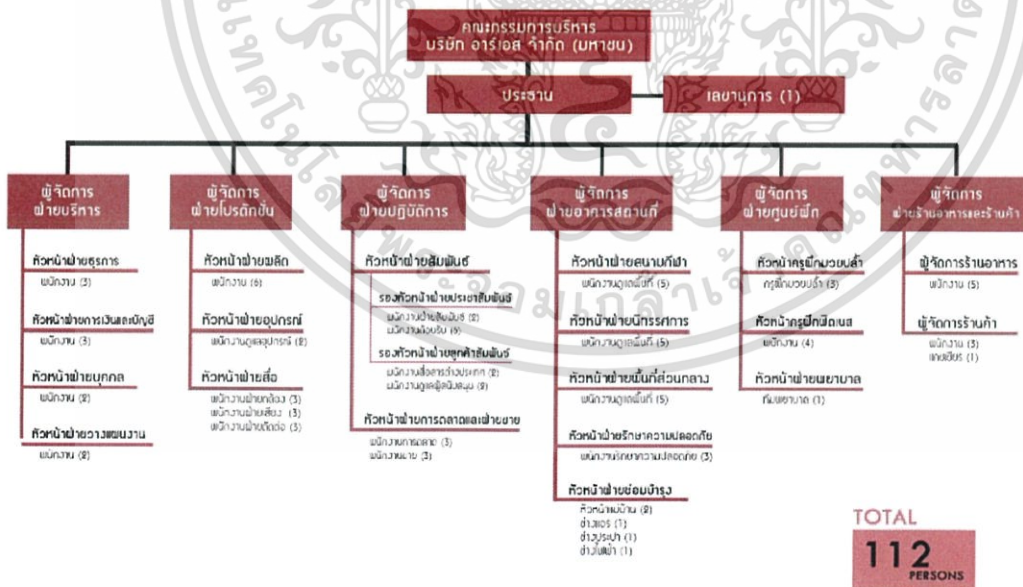 คณะกรรมการบริหาร
บริษัท อาร์เอส จำกัด (มหาชน)
ประธาน
เลขานุการ (1)
ผู้จัดการ
ฝ่ายบริหาร
หัวหน้าฝ่ายธุรการ
พนักงาน (3)
หัวหน้าฝ่ายการเงินและบัญชี
พนักงาน (3)
หัวหน้าฝ่ายบุคคล
พนักงาน (2)
หัวหน้าฝ่ายวางแผนงาน
พนักงาน (2)
ผู้จัดการ
ฝ่ายโปรดักชั่น
หัวหน้าฝ่ายผลิต
พนักงาน (6)
หัวหน้าฝ่ายอุปกรณ์
พนักงานดูแลอุปกรณ์ (2)
หัวหน้าฝ่ายสื่อ
พนักงานฝ่ายกล้อง (3)
พนักงานฝ่ายเสียง (3)
พนักงานฝ่ายตัดต่อ (3)
ผู้จัดการ
ฝ่ายปฏิบัติการ
หัวหน้าฝ่ายสัมพันธ์
รองหัวหน้าฝ่ายประชาสัมพันธ์
พนักงานฝ่ายสัมพันธ์ (2)
พนักงานต้อนรับ
รองหัวหน้าฝ่ายลูกค้าสัมพันธ์
พนักงานสื่อสารต่างประเทศ (2)
พนักงานดูแลผู้สนับสนุน (2)
หัวหน้าฝ่ายการตลาดและฝ่ายขาย
พนักงานการตลาด (3)
พนักงานขาย (3)
ผู้จัดการ
ฝ่ายอาคารสถานที่
หัวหน้าฝ่ายสนามกีฬา
พนักงานดูแลพื้นที่ (5)
หัวหน้าฝ่ายนิทรรศการ
พนักงานดูแลพื้นที่ (5)
หัวหน้าฝ่ายพื้นที่ส่วนกลาง
พนักงานดูแลพื้นที่ (5)
หัวหน้าฝ่ายรักษาความปลอดภัย
พนักงานรักษาความปลอดภัย (3)
หัวหน้าฝ่ายซ่อมบำรุง
หัวหน้าแม่บ้าน (2)
ช่างแอร์ (1)
ช่างประปา (1)
ช่างไฟฟ้า (1)
ผู้จัดการ
ฝ่ายศูนย์ฝึก
หัวหน้าครูฝึกมวยปล้ำ
ครูฝึกมวยปล้ำ (3)
หัวหน้าครูฝึกฟิตเนส
พนักงาน (4)
หัวหน้าฝ่ายพยาบาล
ทีมพยาบาล (1)
ผู้จัดการ
ฝ่ายร้านอาหารและร้านค้า
ผู้จัดการร้านอาหาร
พนักงาน (5)
ผู้จัดการร้านค้า
พนักงาน (3)
แคชเชียร์ (1)
TOTAL
112
PERSONS